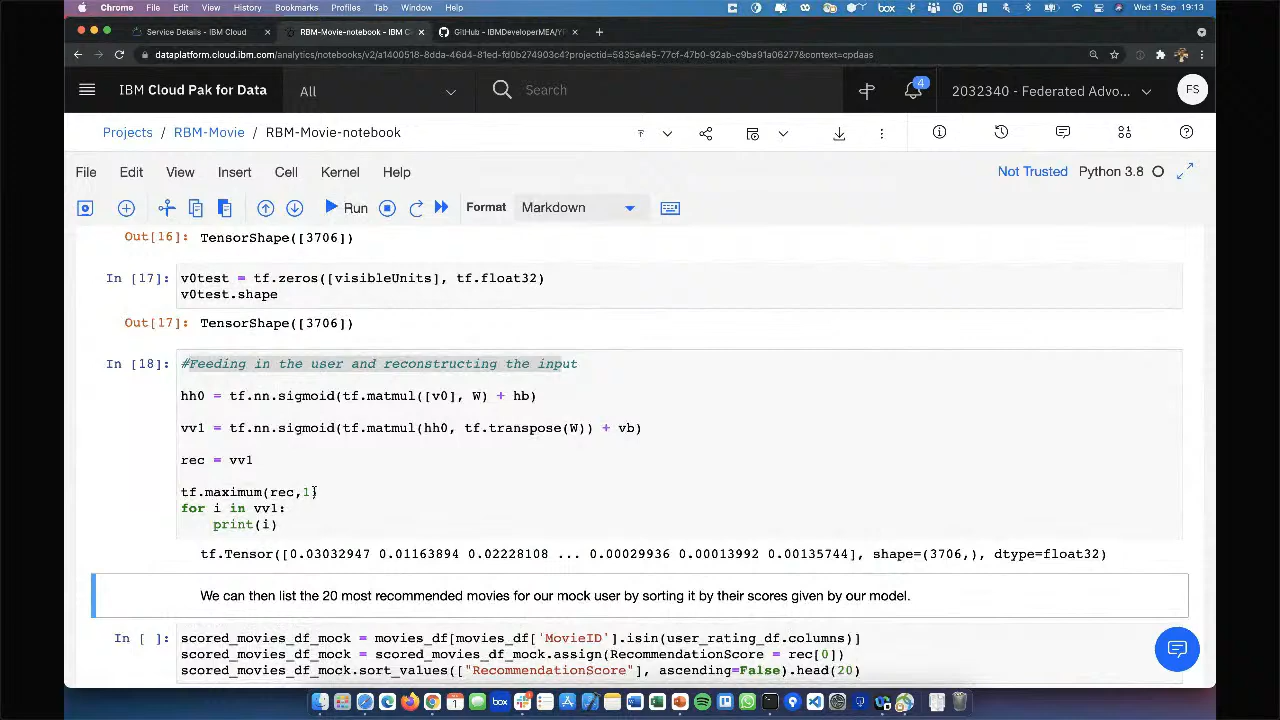 Chrome File Edit View History Bookmarks Profiles Tab Window Help box Wed 1 Sep 19:13
Service Details - IBM Cloud RBM-Movie-notebook - IBM C GitHub - IBMDeveloperMEA/
dataplatform.cloud.ibm.com/analytics/notebooks/v2/a1400518-8dda-46d4-81ed-fd0b274903c4?projectid=5835a4e5-77cf-47b0-92ab-c9ba91a06277&context=cpdaas
IBM Cloud Pak for Data All Search 4 2032340 - Federated Advo... FS
Projects / RBM-Movie / RBM-Movie-notebook
File Edit View Insert Cell Kernel Help Not Trusted Python 3.8
Run Format Markdown
Out[16]: TensorShape([3706])
In [17]: v0test = tf.zeros([visibleUnits], tf.float32)
v0test.shape
Out[17]: TensorShape([3706])
In [18]: #Feeding in the user and reconstructing the input
hh0 = tf.nn.sigmoid(tf.matmul([v0], W) + hb)
vv1 = tf.nn.sigmoid(tf.matmul(hh0, tf.transpose(W)) + vb)
rec = vv1
tf.maximum(rec,1)
for i in vv1:
print(i)
tf.Tensor([0.03032947 0.01163894 0.02228108 ... 0.00029936 0.00013992 0.00135744], shape=(3706,), dtype=float32)
We can then list the 20 most recommended movies for our mock user by sorting it by their scores given by our model.
In [ ]: scored_movies_df_mock = movies_df[movies_df['MovieID'].isin(user_rating_df.columns)]
scored_movies_df_mock = scored_movies_df_mock.assign(RecommendationScore = rec[0])
scored_movies_df_mock.sort_values(["RecommendationScore"], ascending=False).head(20)
box